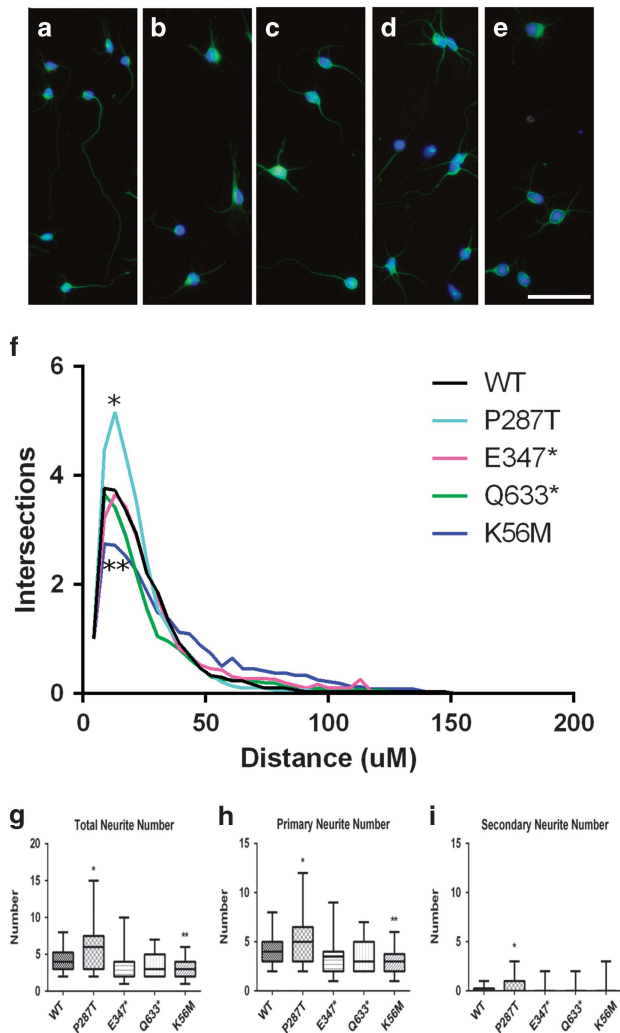 a b c d e
f
6
4
2
0
Intersections
*
**
WT
P287T
E347*
Q633*
K56M
0 50 100 150 200
Distance (uM)
g
Total Neurite Number
20
15
10
5
0
Number
*
**
WT P287T E347* Q633* K56M
h
Primary Neurite Number
15
10
5
0
Number
*
**
WT P287T E347* Q633* K56M
i
Secondary Neurite Number
15
10
5
0
Number
*
WT P287T E347* Q633* K56M